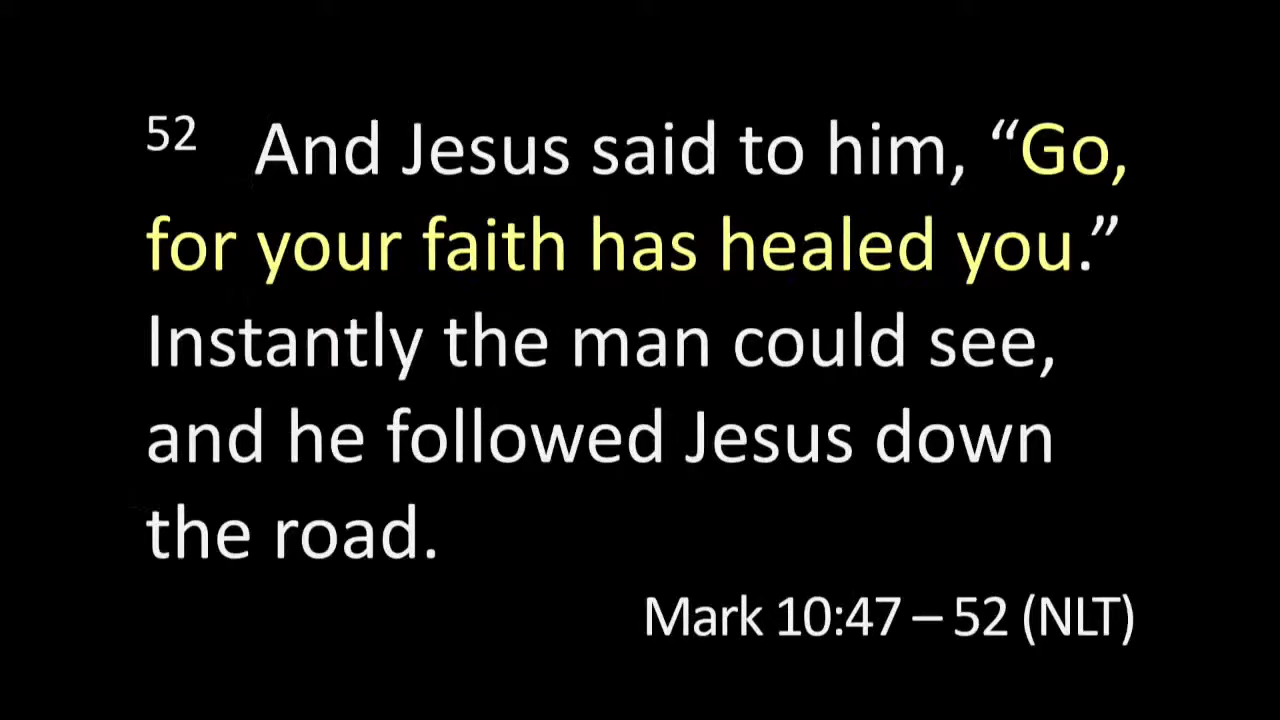 52 And Jesus said to him, “Go,
for your faith has healed you.”
Instantly the man could see,
and he followed Jesus down
the road.
Mark 10:47 – 52 (NLT)